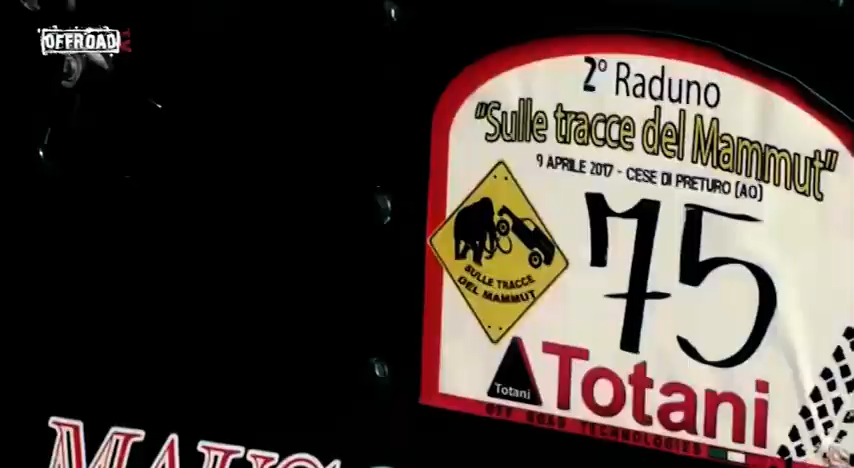 OFFROAD TV
2° Raduno
"Sulle tracce del Mammut"
9 APRILE 2017 - CESE DI PRETURO (AQ)
75
SULLE TRACCE
DEL MAMMUT
Totani
Totani
OFF ROAD TECHNOLOGIES